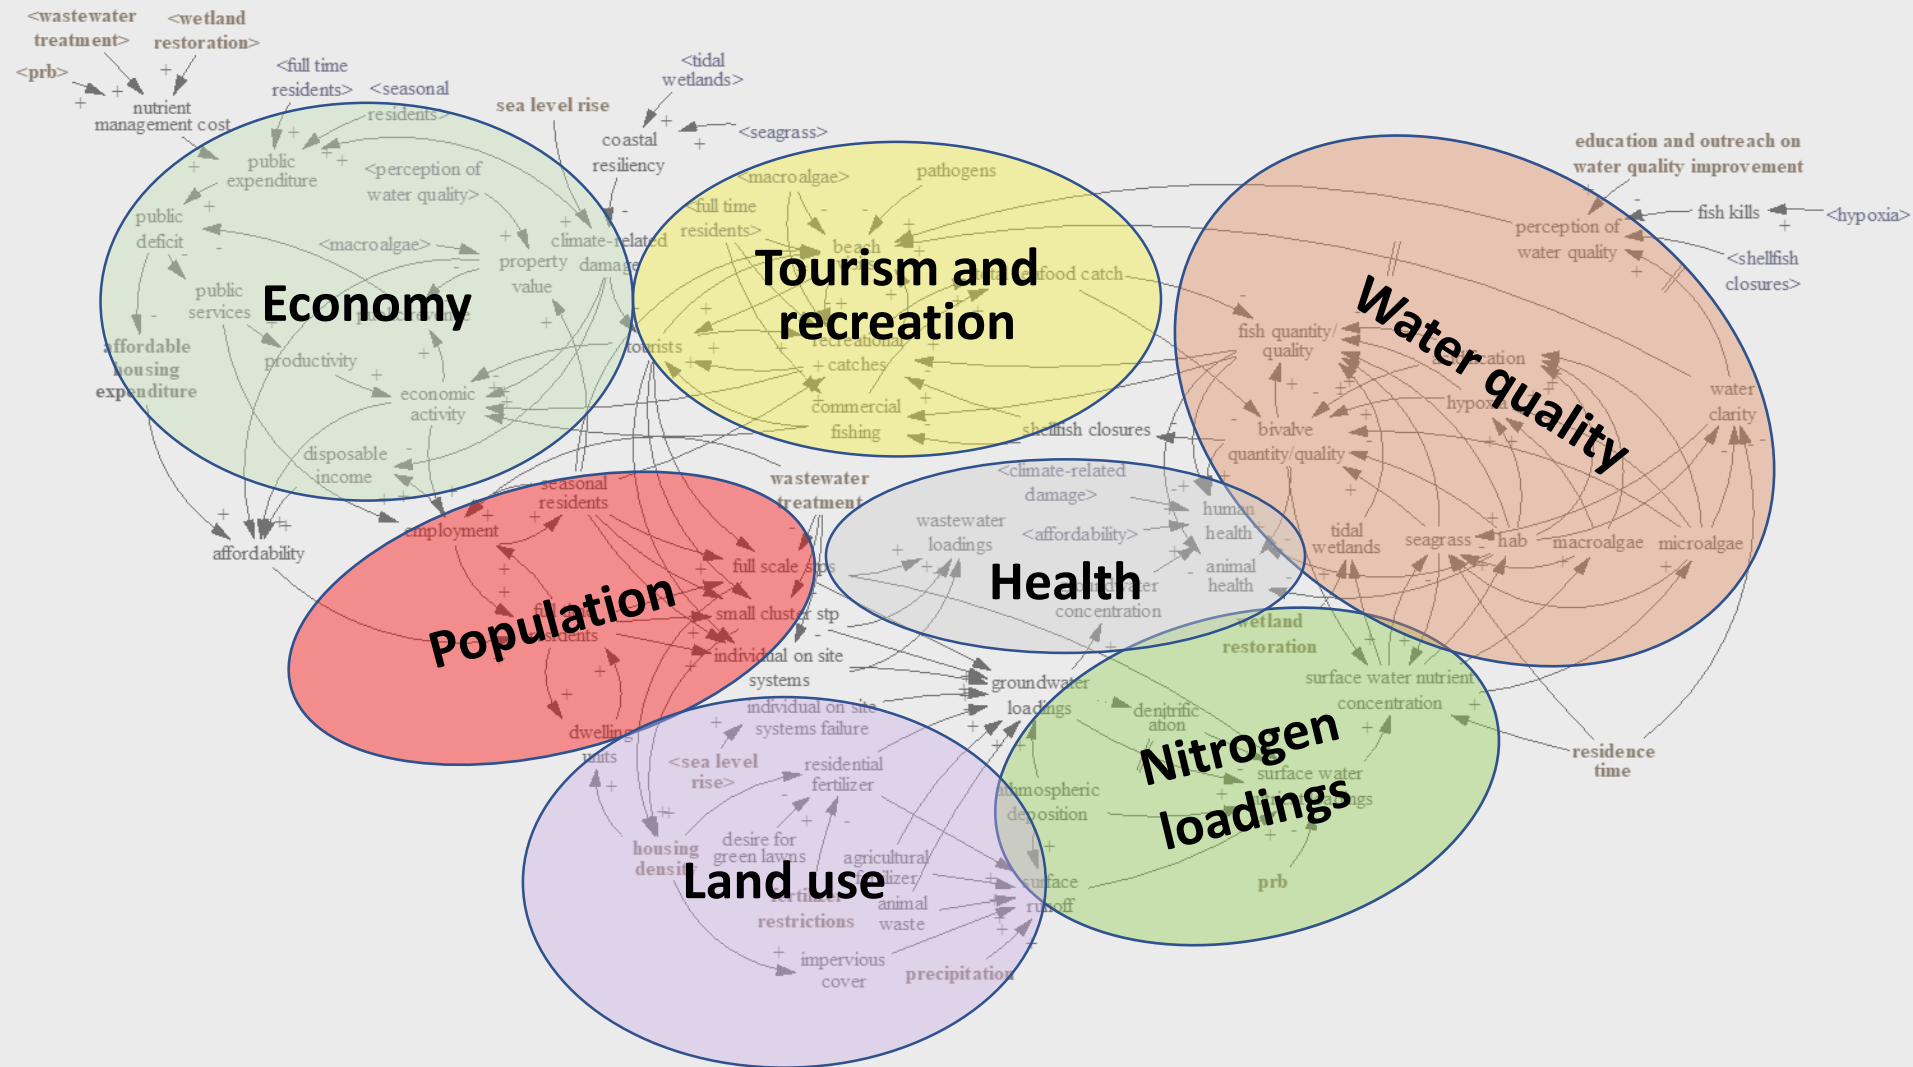 <wastewater
treatment>
<wetland
restoration>
<prb>
nutrient
management cost
<full time
residents>
<seasonal
residents>
sea level rise
<tidal
wetlands>
coastal
resiliency
<seagrass>
education and outreach on
water quality improvement
fish kills
<hypoxia>
<shellfish
closures>
perception of
water quality
public
expenditure
<perception of
water quality>
public
deficit
<macroalgae>
property
value
climate-related
damage
public
services
Economy
affordable
housing
expenditure
productivity
economic
activity
disposable
income
affordability
<macroalgae>
pathogens
<full time
residents>
beach
Tourism and
recreation
seafood catch
tourists
recreational
catches
commercial
fishing
shellfish closures
Water quality
fish quantity/
quality
hypoxia
water
clarity
bivalve
quantity/quality
tidal
wetlands
seagrass
hab
macroalgae
microalgae
seasonal
residents
employment
Population
residents
full scale stps
small cluster stp
individual on site
systems
dwelling
units
wastewater
treatment
<climate-related
damage>
wastewater
loadings
<affordability>
human
health
animal
health
Health
concentration
wetland
restoration
surface water nutrient
concentration
groundwater
loadings
denitrific
ation
Nitrogen
loadings
surface water
athmospheric
deposition
prb
residence
time
individual on site
systems failure
<sea level
rise>
residential
fertilizer
housing
density
desire for
green lawns
agricultural
fertilizer
Land use
fertilizer
restrictions
animal
waste
surface
runoff
impervious
cover
precipitation